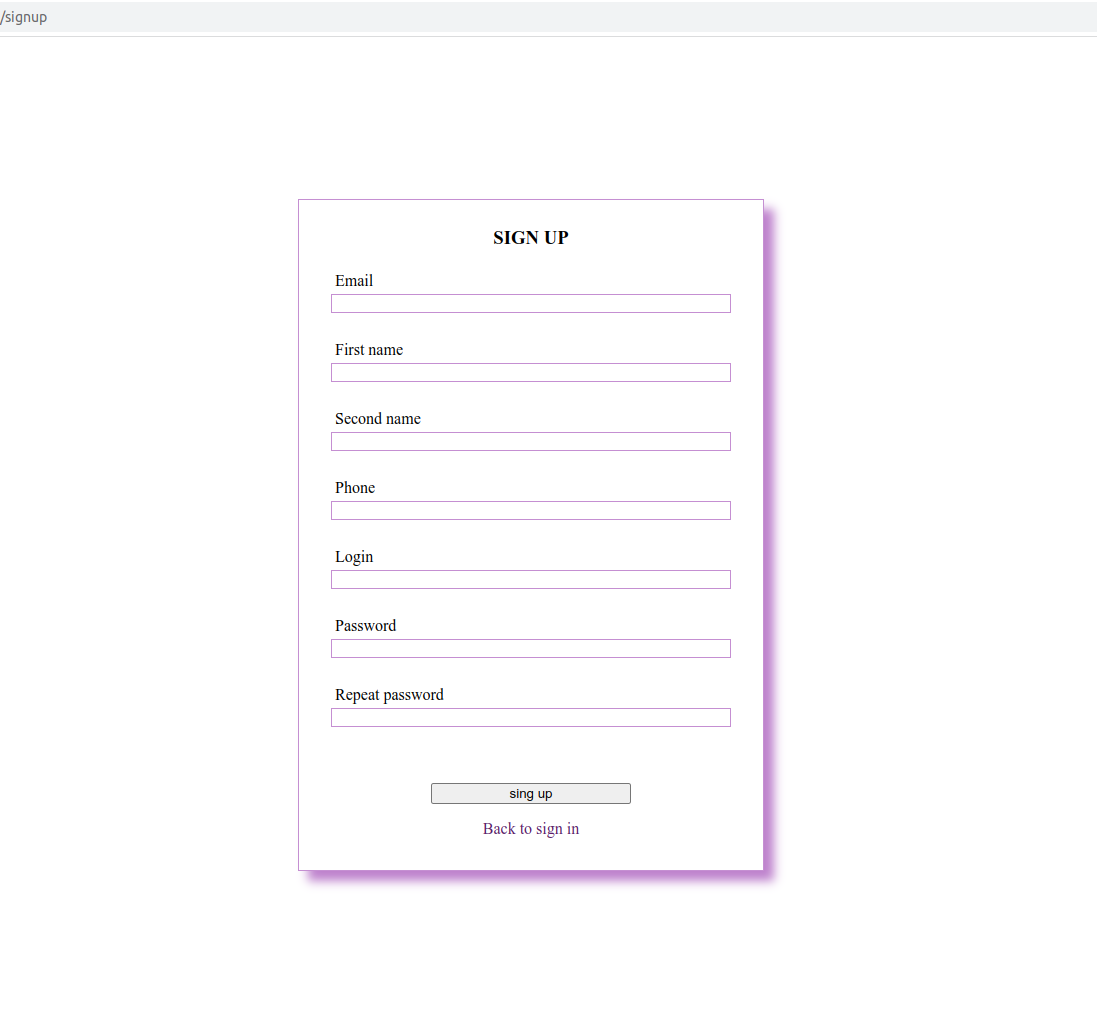 /signup
SIGN UP
Email
First name
Second name
Phone
Login
Password
Repeat password
sing up
Back to sign in